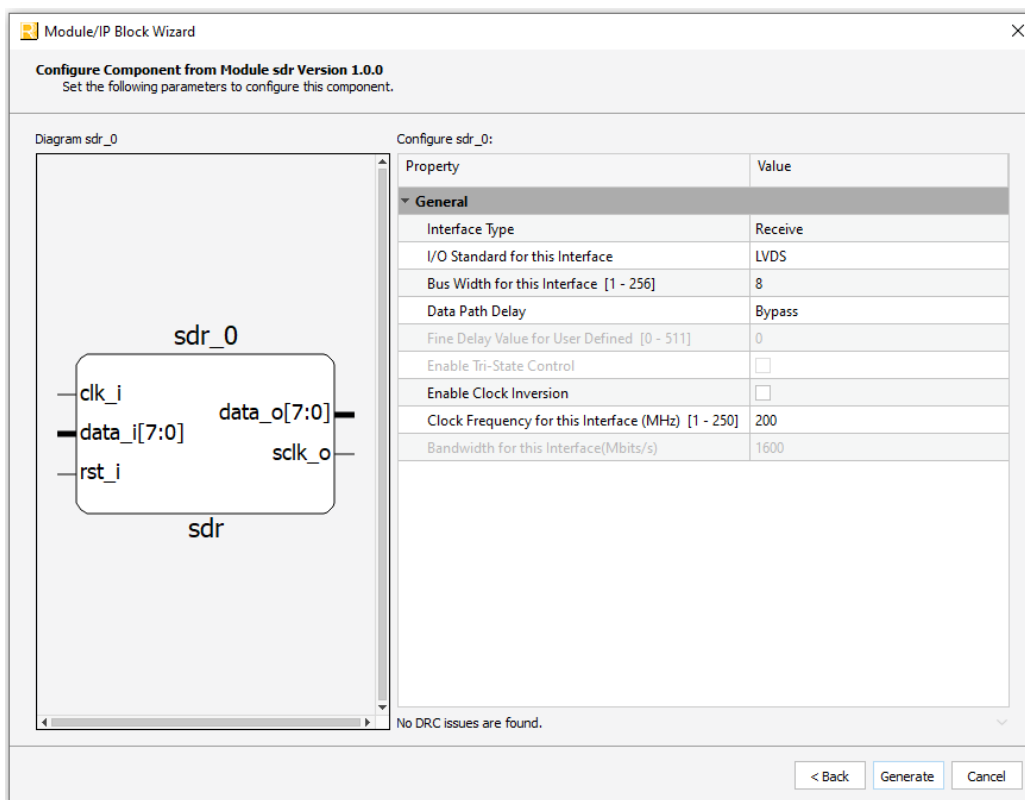 Module/IP Block Wizard
Configure Component from Module sdr Version 1.0.0
Set the following parameters to configure this component.
Diagram sdr_0
sdr_0
clk_i
data_i[7:0]
rst_i
data_o[7:0]
sclk_o
sdr
Configure sdr_0:
Property Value
General
Interface Type Receive
I/O Standard for this Interface LVDS
Bus Width for this Interface [1 - 256] 8
Data Path Delay Bypass
Fine Delay Value for User Defined [0 - 511] 0
Enable Tri-State Control
Enable Clock Inversion
Clock Frequency for this Interface (MHz) [1 - 250] 200
Bandwidth for this Interface(Mbits/s) 1600
No DRC issues are found.
< Back Generate Cancel